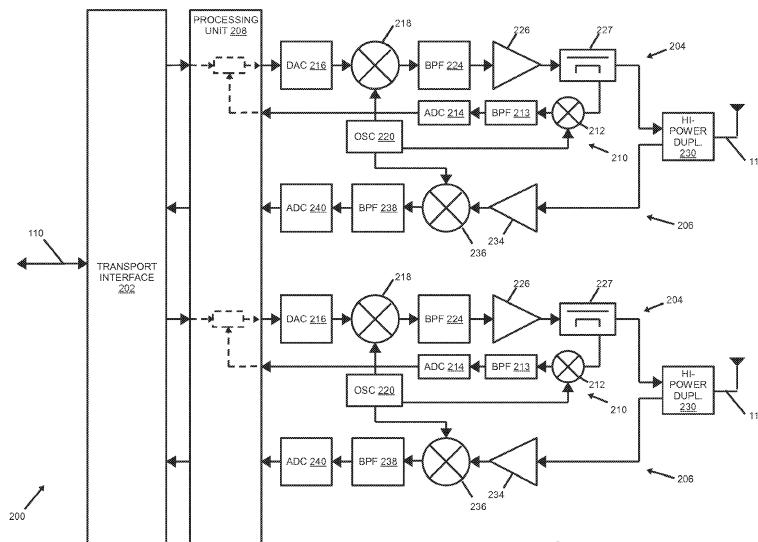 PROCESSING
UNIT 208
218
226
227
204
DAC 216
BPF 224
ADC 214
BPF 213
212
OSC 220
210
HI-
POWER
DUPL.
230
11
ADC 240
BPF 238
236
234
206
110
TRANSPORT
INTERFACE
202
218
226
227
204
DAC 216
BPF 224
ADC 214
BPF 213
212
OSC 220
210
HI-
POWER
DUPL.
230
11
ADC 240
BPF 238
236
234
206
200